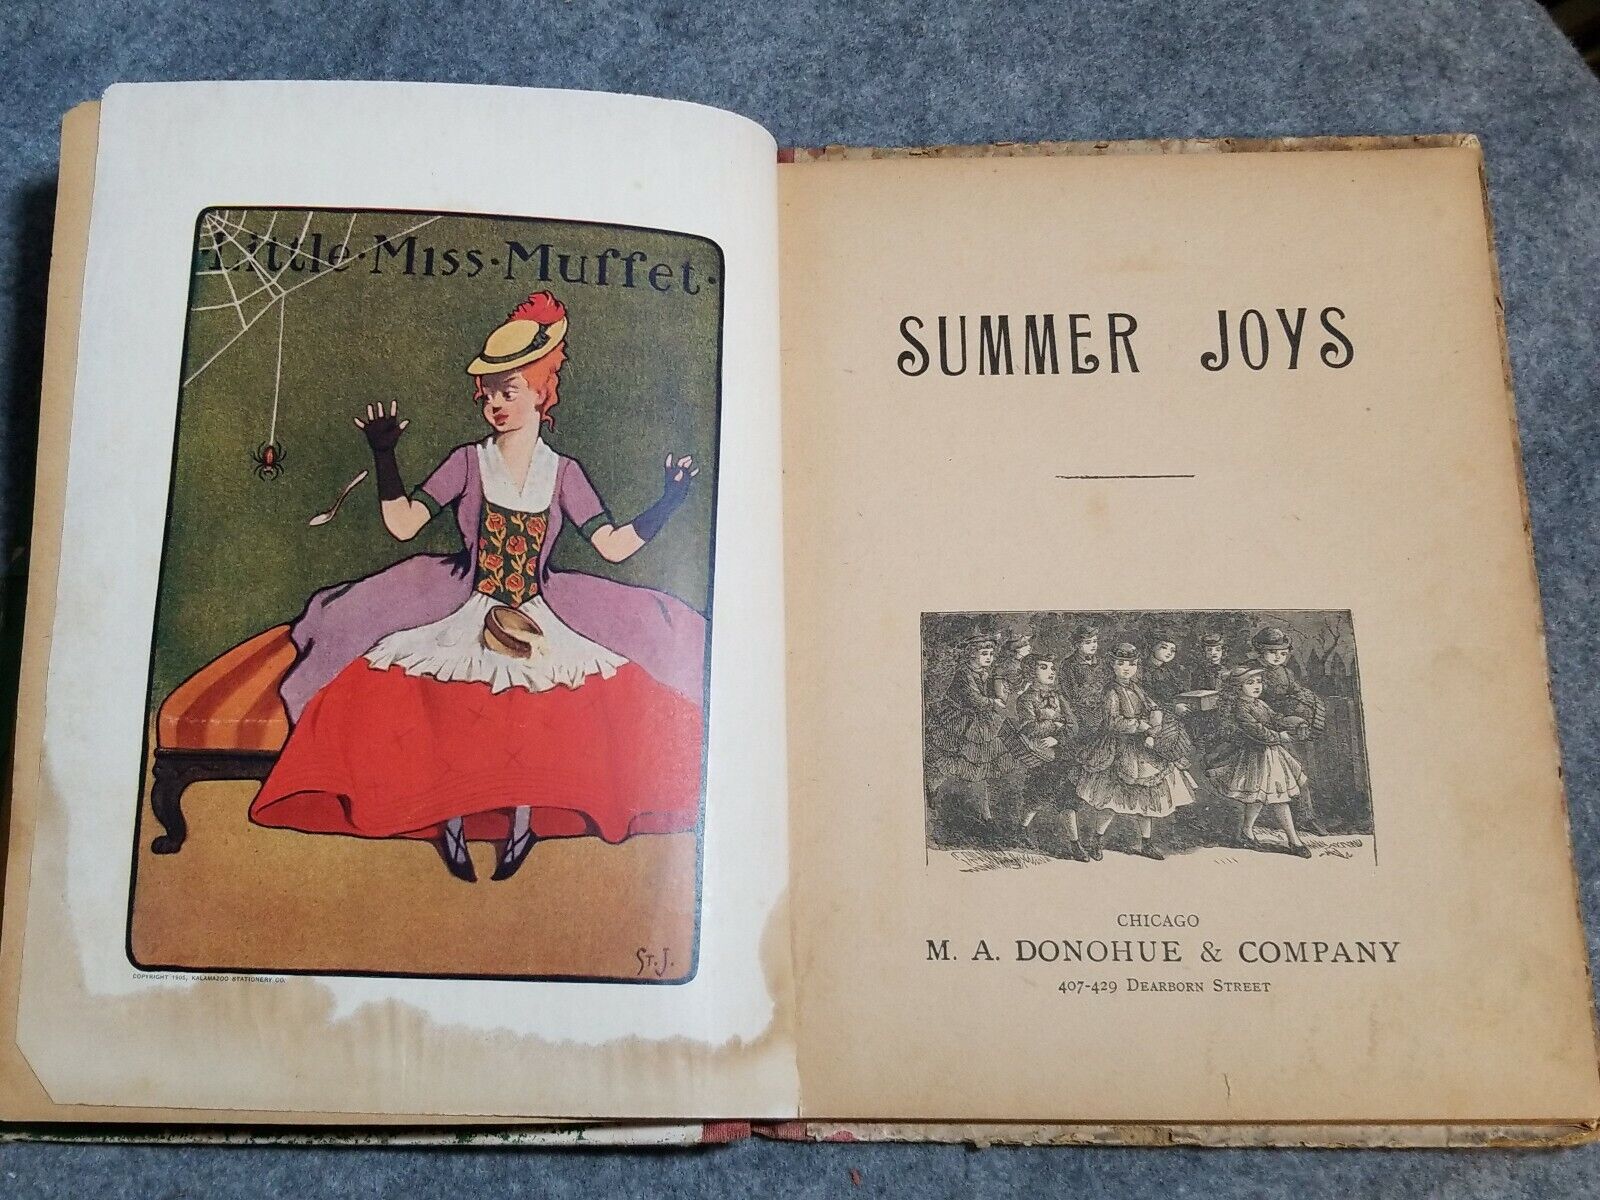 ·Little·Miss·Muffet·
St.J.
COPYRIGHT 1905, KALAMAZOO STATIONERY CO.
SUMMER JOYS
CHICAGO
M. A. DONOHUE & COMPANY
407-429 DEARBORN STREET